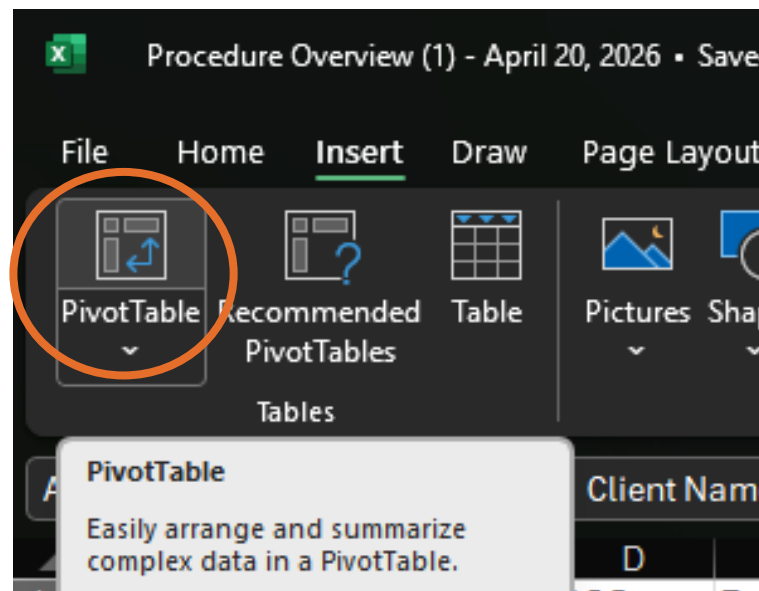 Procedure Overview (1) - April 20, 2026 • Save
File Home Insert Draw Page Layout
PivotTable Recommended PivotTables Table Pictures Shap
Tables
A Client Nam
PivotTable
Easily arrange and summarize
complex data in a PivotTable.
D